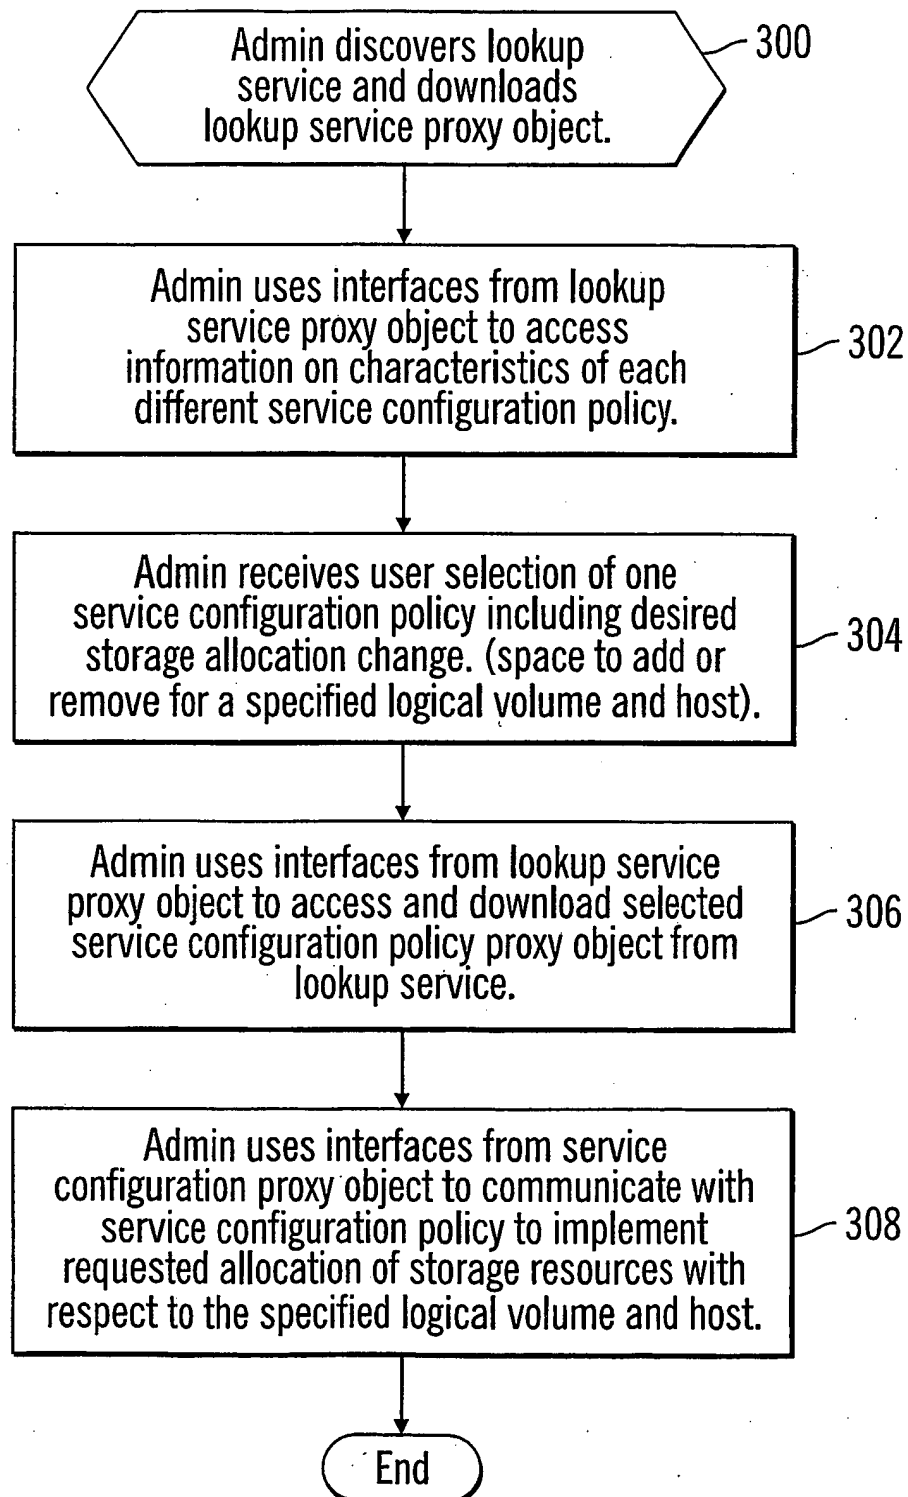 Admin discovers lookup
service and downloads
lookup service proxy object.
300
Admin uses interfaces from lookup
service proxy object to access
information on characteristics of each
different service configuration policy.
302
Admin receives user selection of one
service configuration policy including desired
storage allocation change. (space to add or
remove for a specified logical volume and host).
304
Admin uses interfaces from lookup service
proxy object to access and download selected
service configuration policy proxy object from
lookup service.
306
Admin uses interfaces from service
configuration proxy object to communicate with
service configuration policy to implement
requested allocation of storage resources with
respect to the specified logical volume and host.
308
End